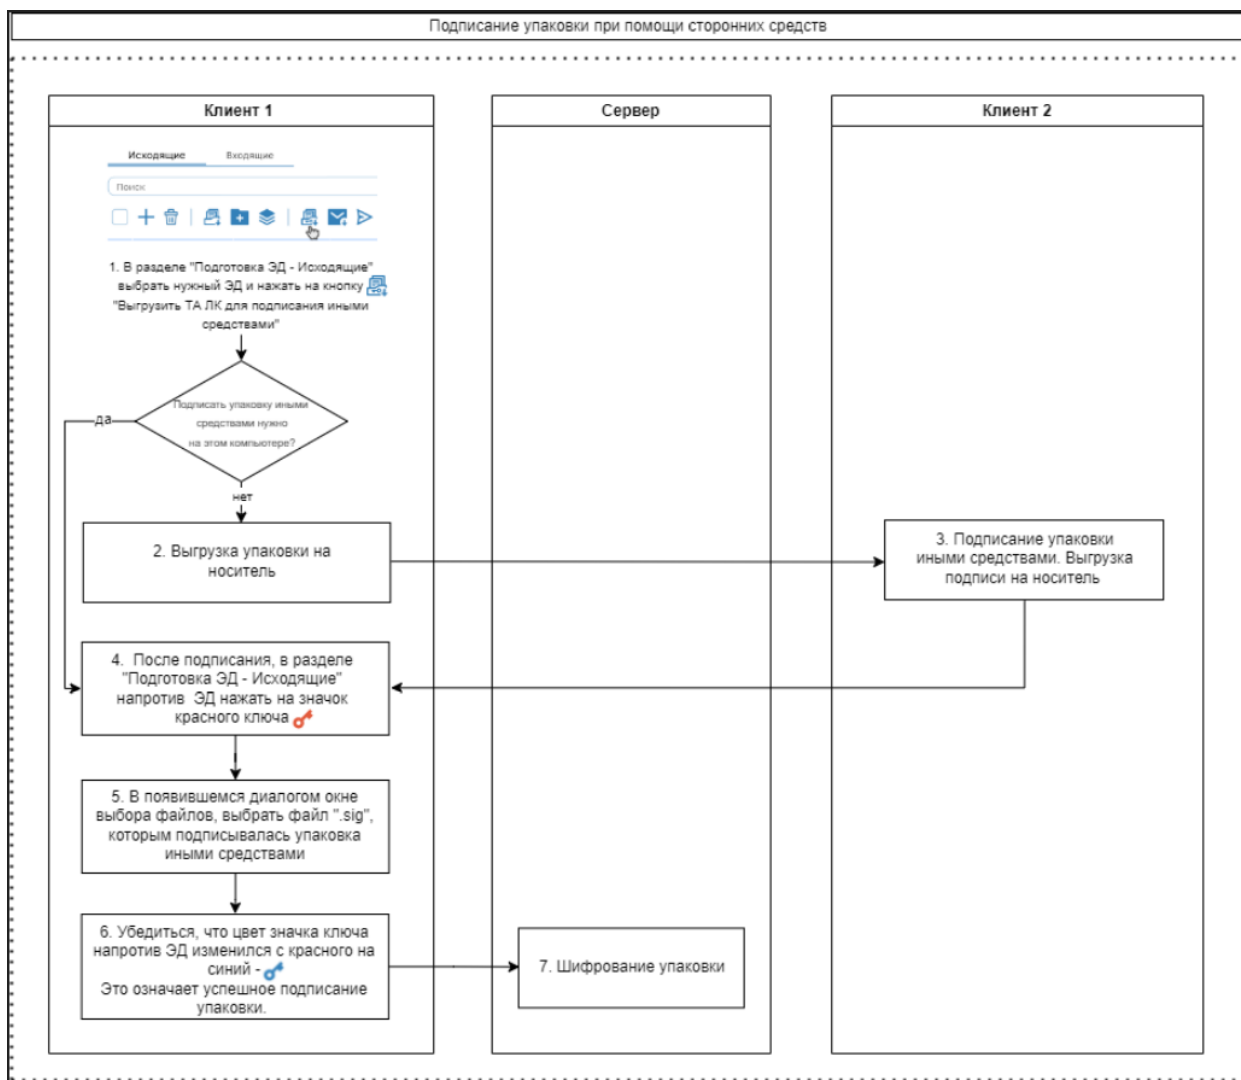 Подписание упаковки при помощи сторонних средств
Клиент 1
Сервер
Клиент 2
Исходящие
Входящие
Поиск
1. В разделе "Подготовка ЭД - Исходящие"
выбрать нужный ЭД и нажать на кнопку
"Выгрузить ТА ЛК для подписания иными
средствами"
Подписать упаковку иными
средствами нужно
на этом компьютере?
да
нет
2. Выгрузка упаковки на
носитель
3. Подписание упаковки
иными средствами. Выгрузка
подписи на носитель
4. После подписания, в разделе
"Подготовка ЭД - Исходящие"
напротив ЭД нажать на значок
красного ключа
5. В появившемся диалогом окне
выбора файлов, выбрать файл ".sig",
которым подписывалась упаковка
иными средствами
6. Убедиться, что цвет значка ключа
напротив ЭД изменился с красного на
синий -
Это означает успешное подписание
упаковки.
7. Шифрование упаковки